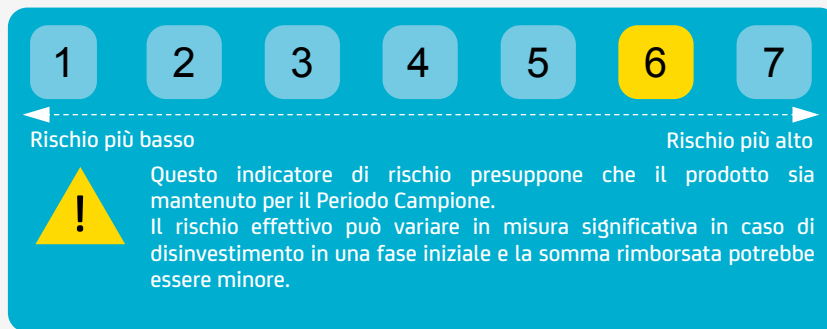 1 2 3 4 5 6 7
Rischio più basso Rischio più alto
!
Questo indicatore di rischio presuppone che il prodotto sia
mantenuto per il Periodo Campione.
Il rischio effettivo può variare in misura significativa in caso di
disinvestimento in una fase iniziale e la somma rimborsata potrebbe
essere minore.